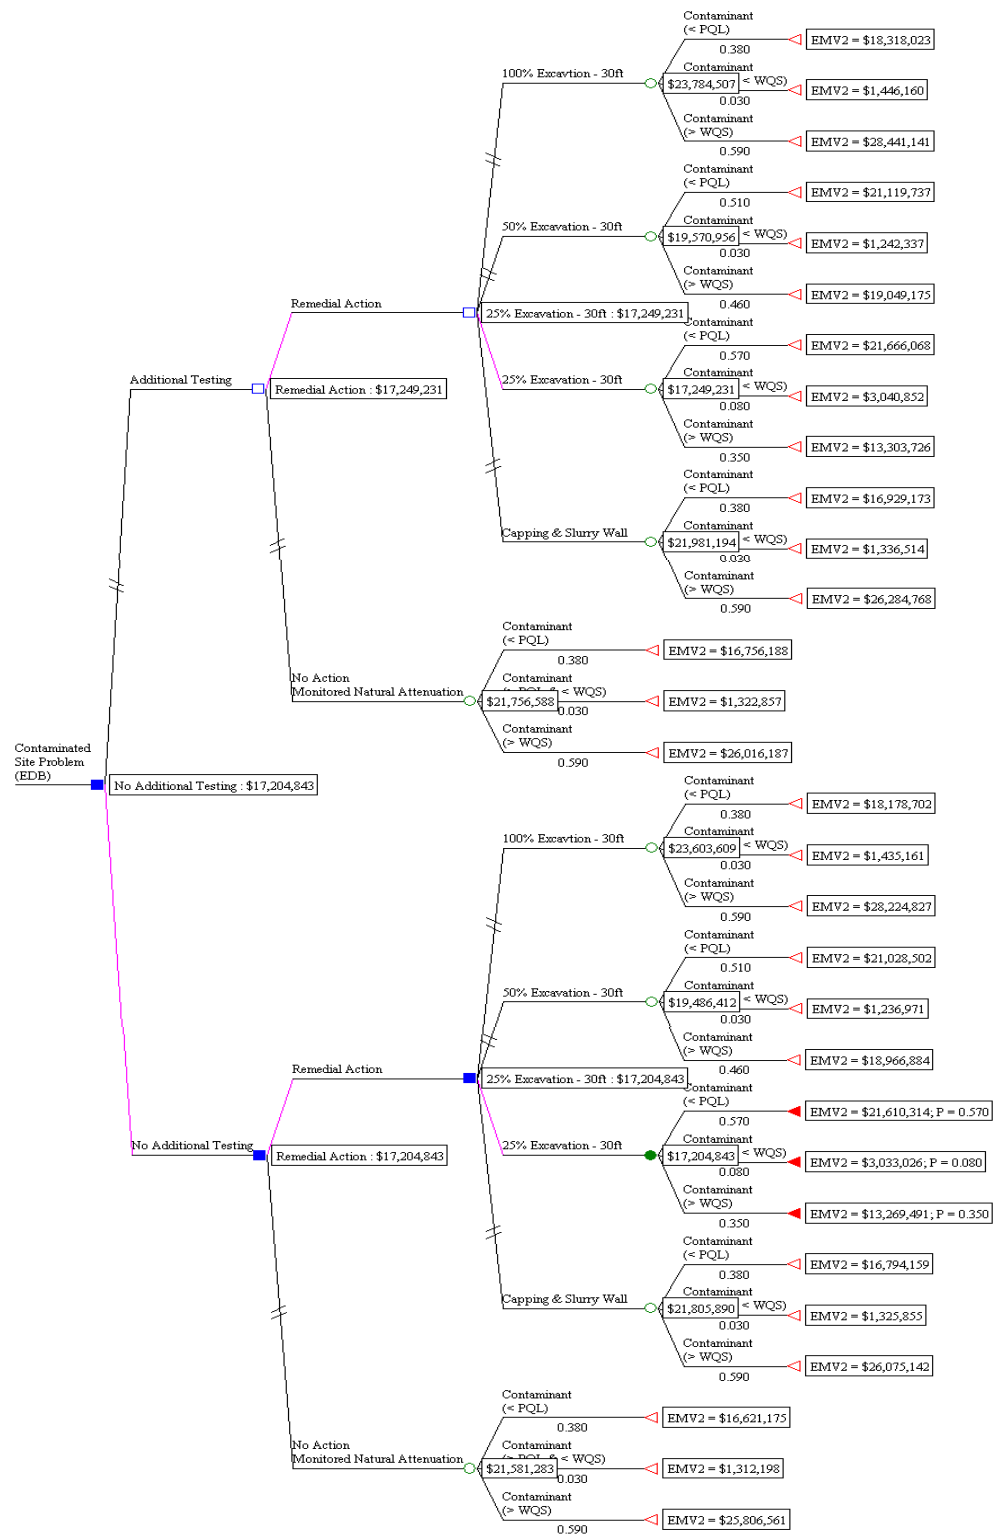 Contaminant
(< PQL)
0.380
EMV2 = $18,318,023
100% Excavtion - 30ft
$23,784,507
Contaminant
< WQS)
0.030
EMV2 = $1,446,160
Contaminant
(> WQS)
0.590
EMV2 = $28,441,141
Contaminant
(< PQL)
0.510
EMV2 = $21,119,737
50% Excavation - 30ft
$19,570,956
Contaminant
< WQS)
0.030
EMV2 = $1,242,337
Contaminant
(> WQS)
0.460
EMV2 = $19,049,175
Remedial Action
25% Excavation - 30ft : $17,249,231
Contaminant
(< PQL)
0.570
EMV2 = $21,666,068
Additional Testing
Remedial Action : $17,249,231
25% Excavation - 30ft
$17,249,231
Contaminant
< WQS)
0.080
EMV2 = $3,040,852
Contaminant
(> WQS)
0.350
EMV2 = $13,303,726
Contaminant
(< PQL)
0.380
EMV2 = $16,929,173
Capping & Slurry Wall
$21,981,194
Contaminant
< WQS)
0.030
EMV2 = $1,336,514
Contaminant
(> WQS)
0.590
EMV2 = $26,284,768
Contaminant
(< PQL)
0.380
EMV2 = $16,756,188
No Action
Monitored Natural Attenuation
$21,756,588
Contaminant
(> PQL & < WQS)
0.030
EMV2 = $1,322,857
Contaminant
(> WQS)
0.590
EMV2 = $26,016,187
Contaminated
Site Problem
(EDB)
No Additional Testing : $17,204,843
Contaminant
(< PQL)
0.380
EMV2 = $18,178,702
100% Excavtion - 30ft
$23,603,609
Contaminant
< WQS)
0.030
EMV2 = $1,435,161
Contaminant
(> WQS)
0.590
EMV2 = $28,224,827
Contaminant
(< PQL)
0.510
EMV2 = $21,028,502
50% Excavation - 30ft
$19,486,412
Contaminant
< WQS)
0.030
EMV2 = $1,236,971
Contaminant
(> WQS)
0.460
EMV2 = $18,966,884
Remedial Action
25% Excavation - 30ft : $17,204,843
Contaminant
(< PQL)
0.570
EMV2 = $21,610,314; P = 0.570
No Additional Testing
Remedial Action : $17,204,843
25% Excavation - 30ft
$17,204,843
Contaminant
< WQS)
0.080
EMV2 = $3,033,026; P = 0.080
Contaminant
(> WQS)
0.350
EMV2 = $13,269,491; P = 0.350
Contaminant
(< PQL)
0.380
EMV2 = $16,794,159
Capping & Slurry Wall
$21,805,890
Contaminant
< WQS)
0.030
EMV2 = $1,325,855
Contaminant
(> WQS)
0.590
EMV2 = $26,075,142
Contaminant
(< PQL)
0.380
EMV2 = $16,621,175
No Action
Monitored Natural Attenuation
$21,581,283
Contaminant
(> PQL & < WQS)
0.030
EMV2 = $1,312,198
Contaminant
(> WQS)
0.590
EMV2 = $25,806,561